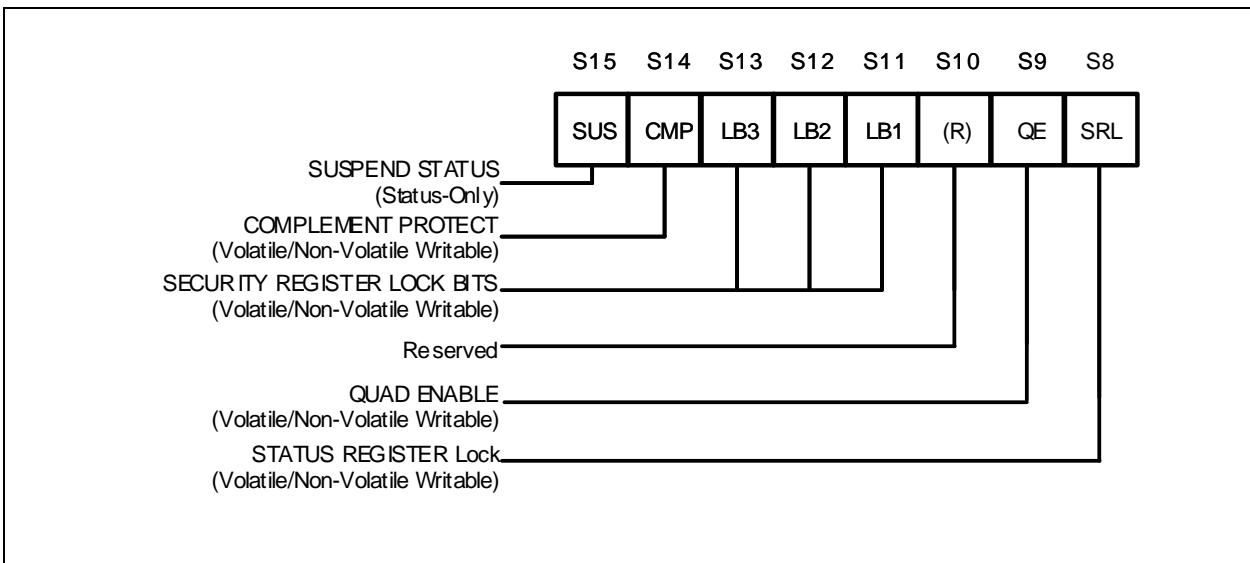 S15 S14 S13 S12 S11 S10 S9 S8
SUS CMP LB3 LB2 LB1 (R) QE SRL
SUSPEND STATUS
(Status-Only)
COMPLEMENT PROTECT
(Volatile/Non-Volatile Writable)
SECURITY REGISTER LOCK BITS
(Volatile/Non-Volatile Writable)
Reserved
QUAD ENABLE
(Volatile/Non-Volatile Writable)
STATUS REGISTER Lock
(Volatile/Non-Volatile Writable)